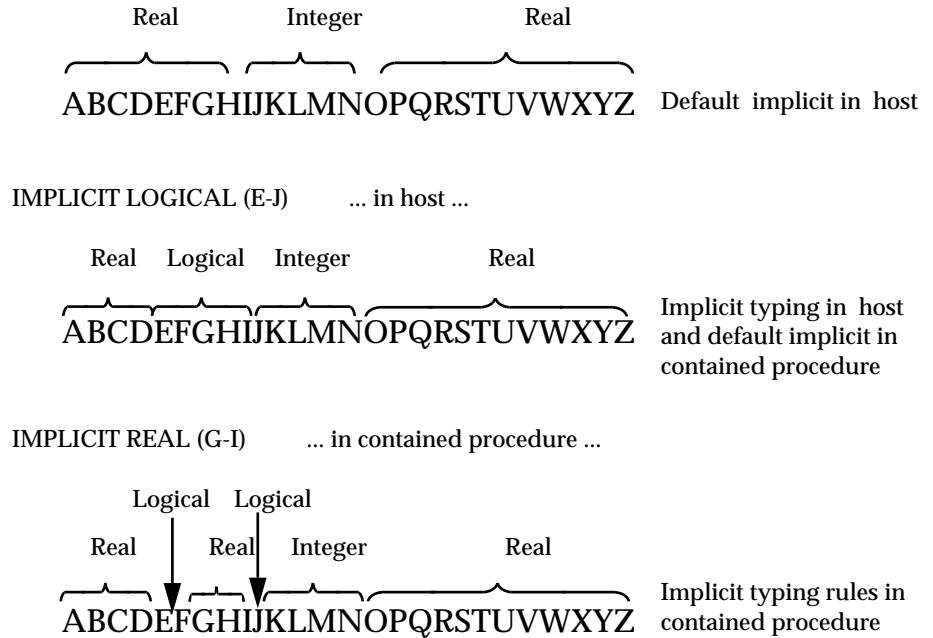 Real Integer Real
ABCDEFGHIJKLMNOPQRSTUVWXYZ Default implicit in host
IMPLICIT LOGICAL (E-J) ... in host ...
Real Logical Integer Real
ABCDEFGHIJKLMNOPQRSTUVWXYZ
Implicit typing in host
and default implicit in
contained procedure
IMPLICIT REAL (G-I) ... in contained procedure ...
Logical Logical
Real Real Integer Real
ABCDEFGHIJKLMNOPQRSTUVWXYZ
Implicit typing rules in
contained procedure